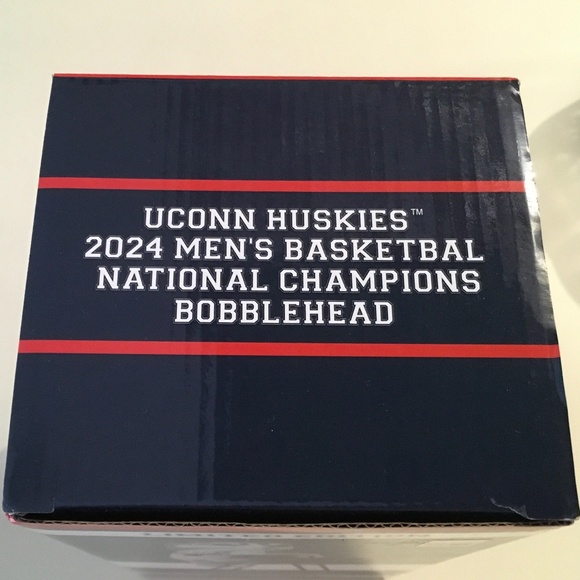 UCONN HUSKIES™
2024 MEN'S BASKETBAL
NATIONAL CHAMPIONS
BOBBLEHEAD